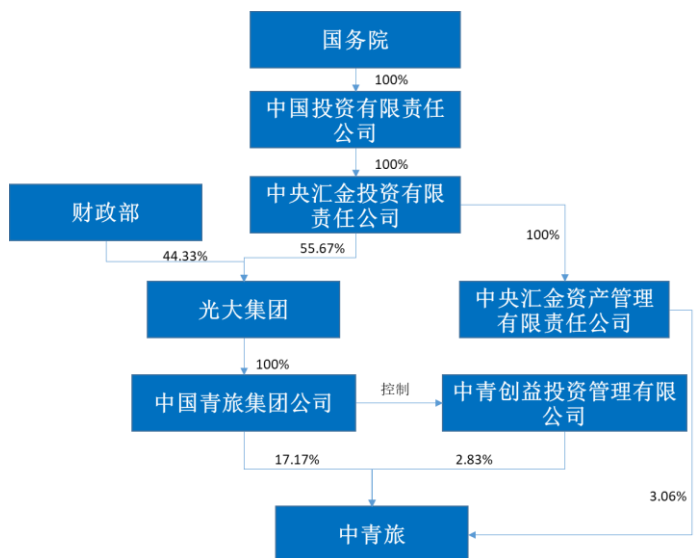 国务院
100%
中国投资有限责任
公司
100%
中央汇金投资有限
责任公司
财政部
44.33%
55.67%
100%
光大集团
中央汇金资产管理
有限责任公司
100%
中国青旅集团公司
控制
中青创益投资管理有限
公司
17.17%
2.83%
3.06%
中青旅